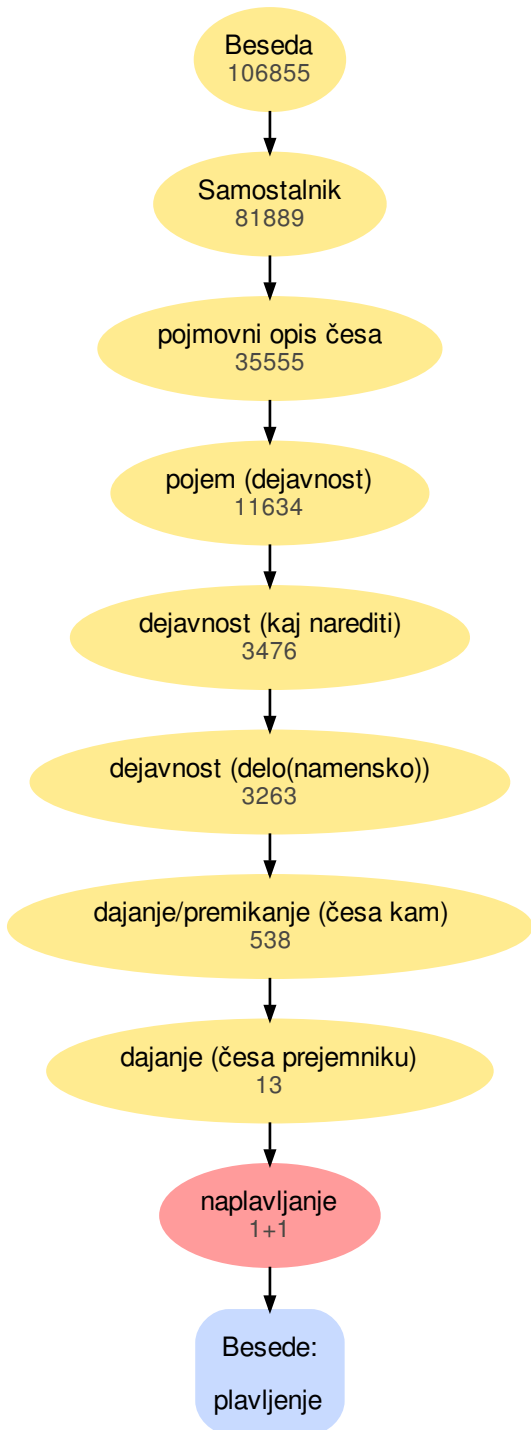 Beseda
106855
Samostalnik
81889
pojmovni opis česa
35555
pojem (dejavnost)
11634
dejavnost (kaj narediti)
3476
dejavnost (delo(namensko))
3263
dajanje/premikanje (česa kam)
538
dajanje (česa prejemniku)
13
naplavljanje
1+1
Besede:
plavljenje